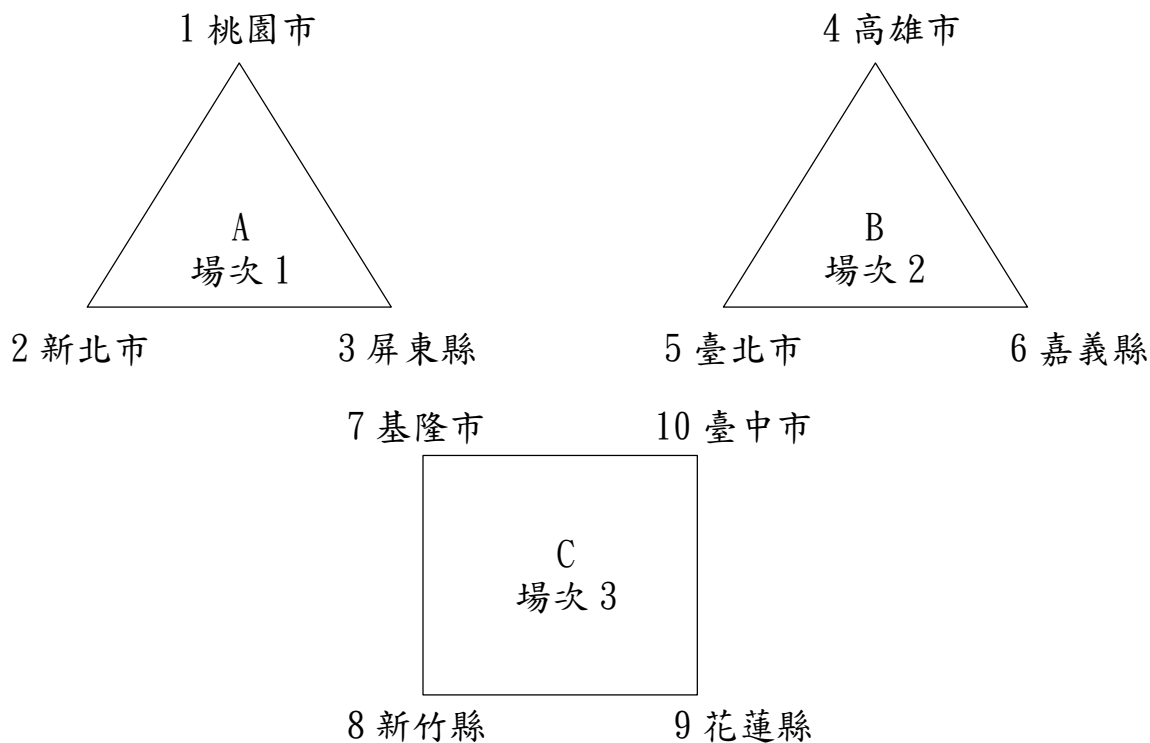 1 桃園市
4 高雄市
A
場次 1
B
場次 2
2 新北市
3 屏東縣
5 臺北市
6 嘉義縣
7 基隆市
10 臺中市
C
場次 3
8 新竹縣
9 花蓮縣